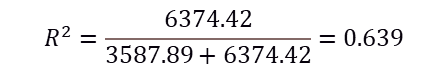 R² = 6374.42 / (3587.89 + 6374.42) = 0.639